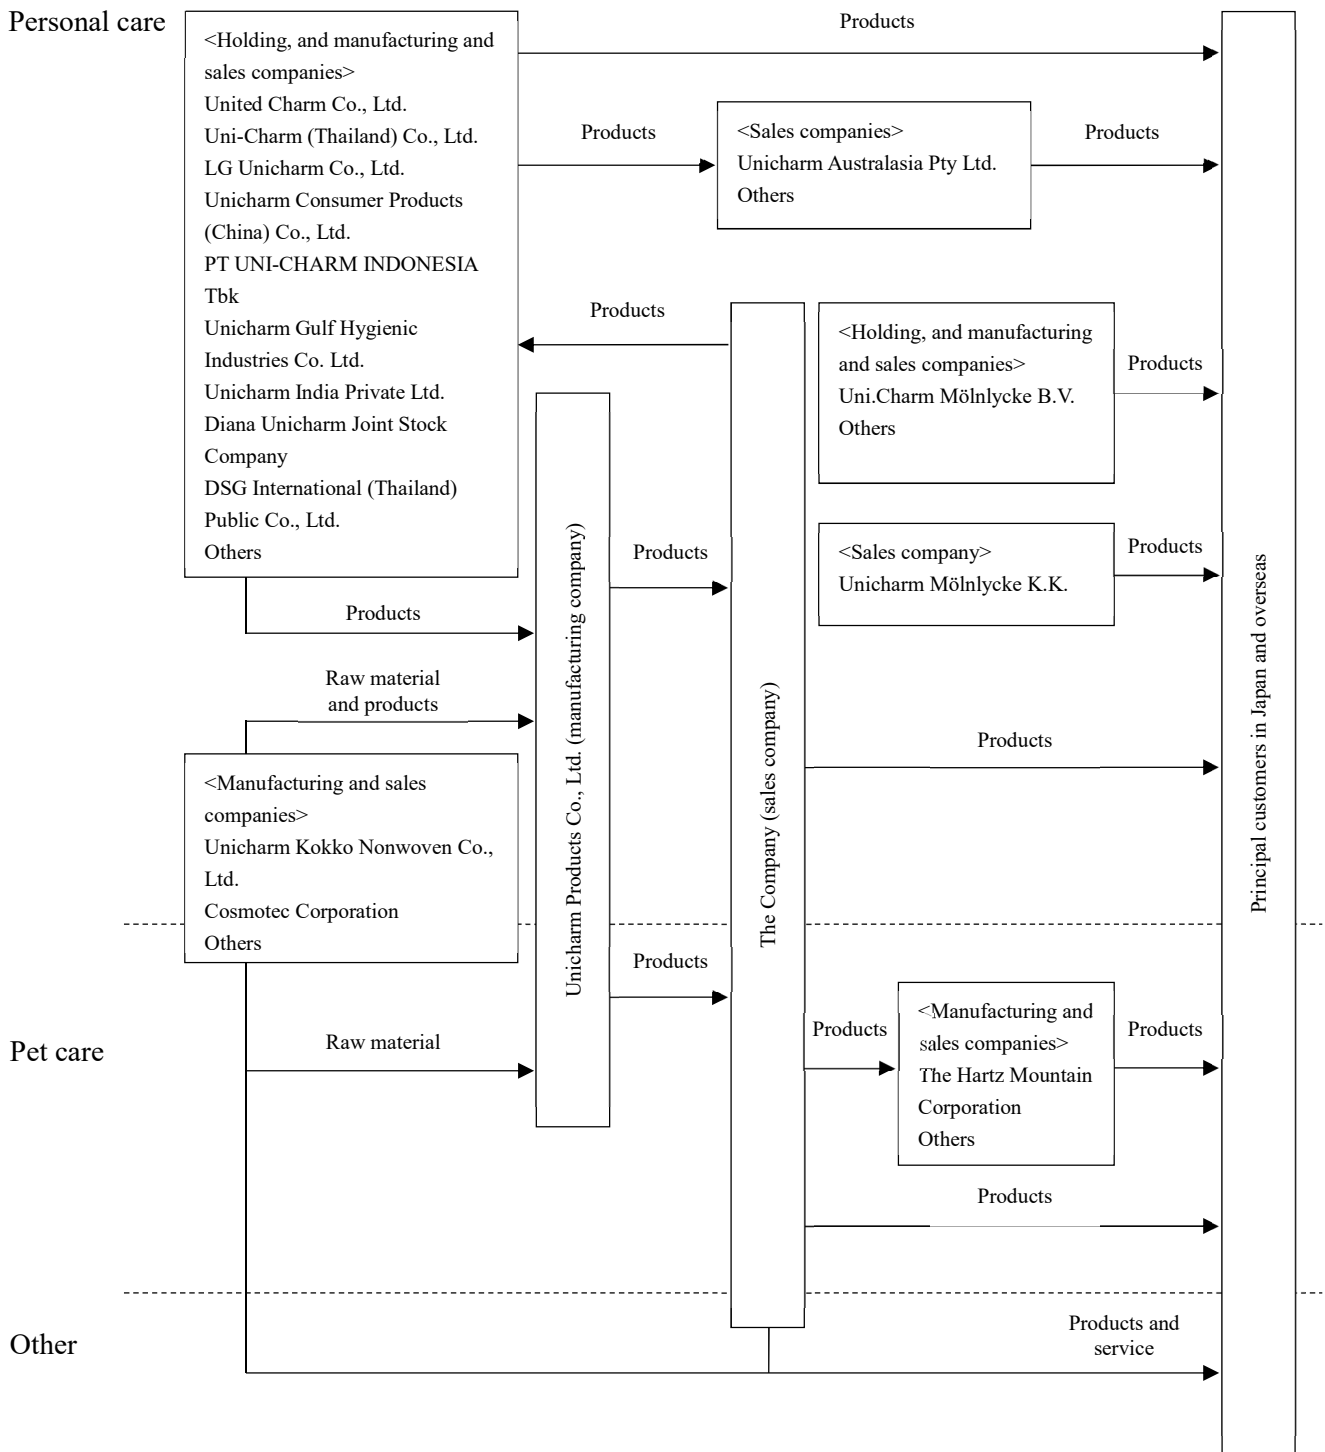 Personal care
<Holding, and manufacturing and
sales companies>
United Charm Co., Ltd.
Uni-Charm (Thailand) Co., Ltd.
LG Unicharm Co., Ltd.
Unicharm Consumer Products
(China) Co., Ltd.
PT UNI-CHARM INDONESIA
Tbk
Unicharm Gulf Hygienic
Industries Co. Ltd.
Unicharm India Private Ltd.
Diana Unicharm Joint Stock
Company
DSG International (Thailand)
Public Co., Ltd.
Others
Products
Products
<Sales companies>
Unicharm Australasia Pty Ltd.
Others
Products
Products
<Holding, and manufacturing
and sales companies>
Uni.Charm Mölnlycke B.V.
Others
Products
<Sales company>
Unicharm Mölnlycke K.K.
Products
Products
Products
Raw material
and products
Products
<Manufacturing and sales
companies>
Unicharm Kokko Nonwoven Co.,
Ltd.
Cosmotec Corporation
Others
Unicharm Products Co., Ltd. (manufacturing company)
The Company (sales company)
Principal customers in Japan and overseas
Pet care
Products
Raw material
Products
<Manufacturing and
sales companies>
The Hartz Mountain
Corporation
Others
Products
Products
Other
Products and
service